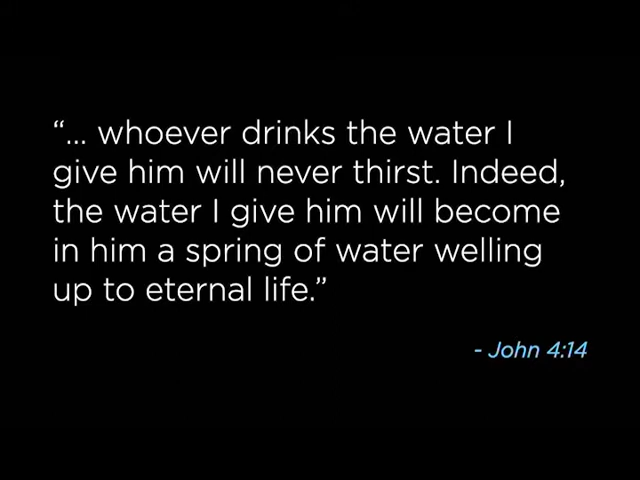 “... whoever drinks the water I
give him will never thirst. Indeed,
the water I give him will become
in him a spring of water welling
up to eternal life.”
- John 4:14